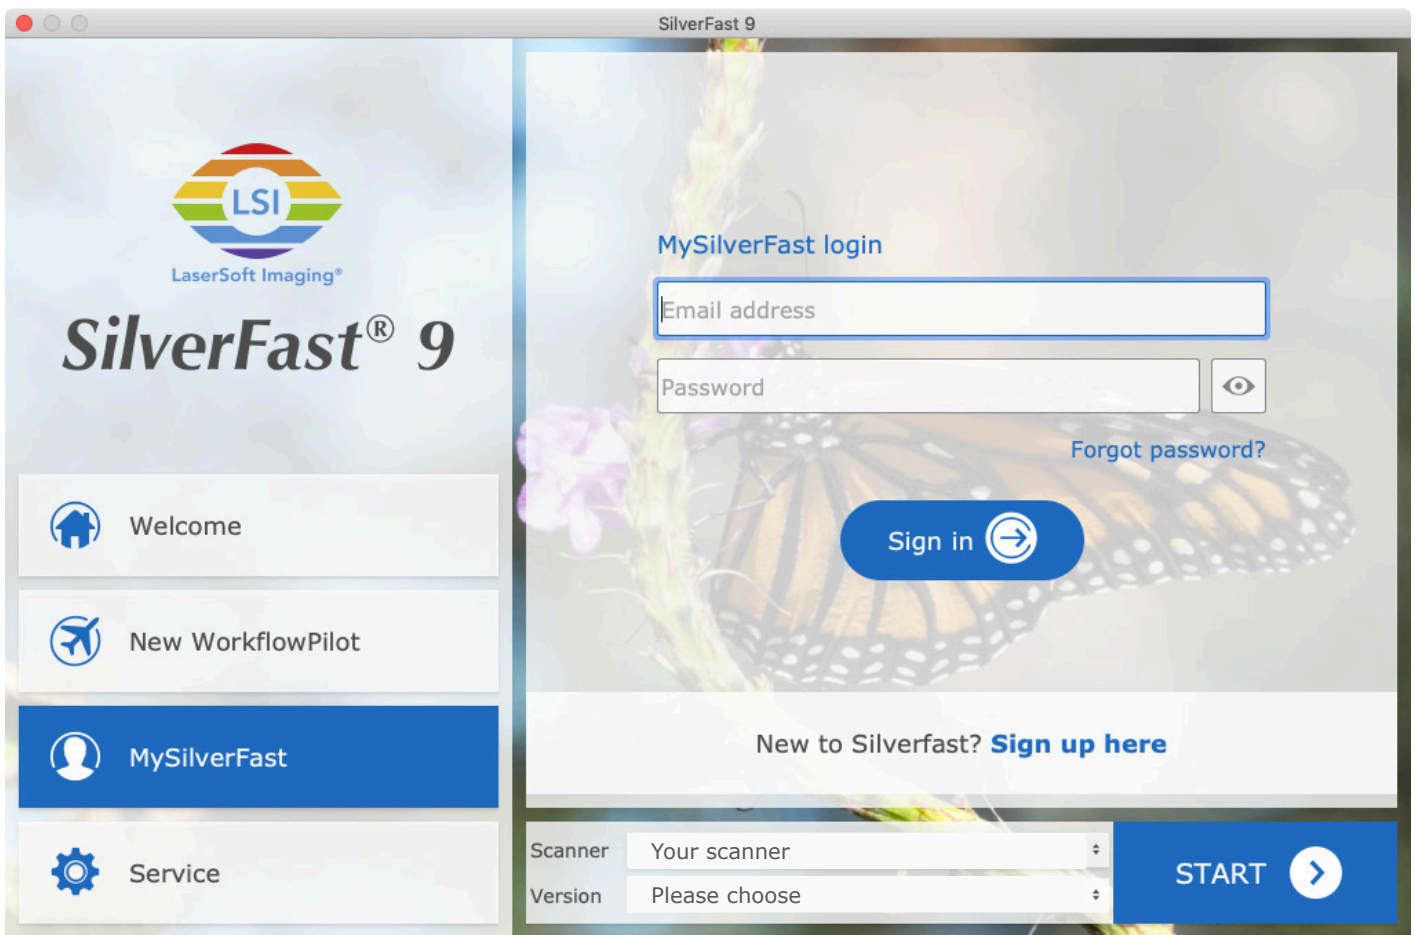 SilverFast 9
LSI
LaserSoft Imaging®
SilverFast® 9
Welcome
New WorkflowPilot
MySilverFast
Service
MySilverFast login
Email address
Password
Forgot password?
Sign in
New to Silverfast? Sign up here
Scanner Your scanner
Version Please choose
START